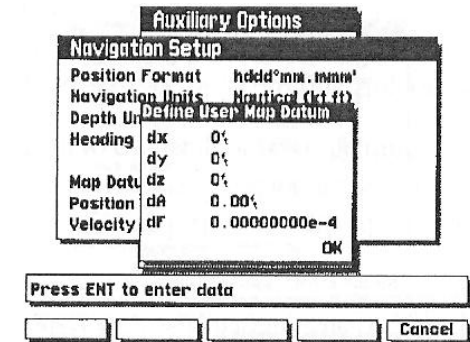 Auxiliary Options
Navigation Setup
Position Format hddd°mm.mmm'
Navigation Units Nautical (kt,ft)
Depth Un
Define User Map Datum
Heading
dx 0
dy 0
Map Datu
dz 0
Position
dA 0.00
Velocity
dF 0.00000000e-4
OK
Press ENT to enter data
Cancel